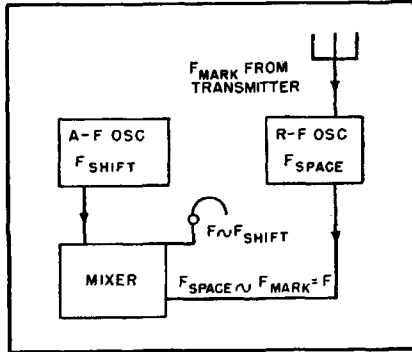 F MARK FROM
TRANSMITTER
A-F OSC
F SHIFT
R-F OSC
F SPACE
F∿F SHIFT
MIXER
F SPACE ∿ F MARK = F